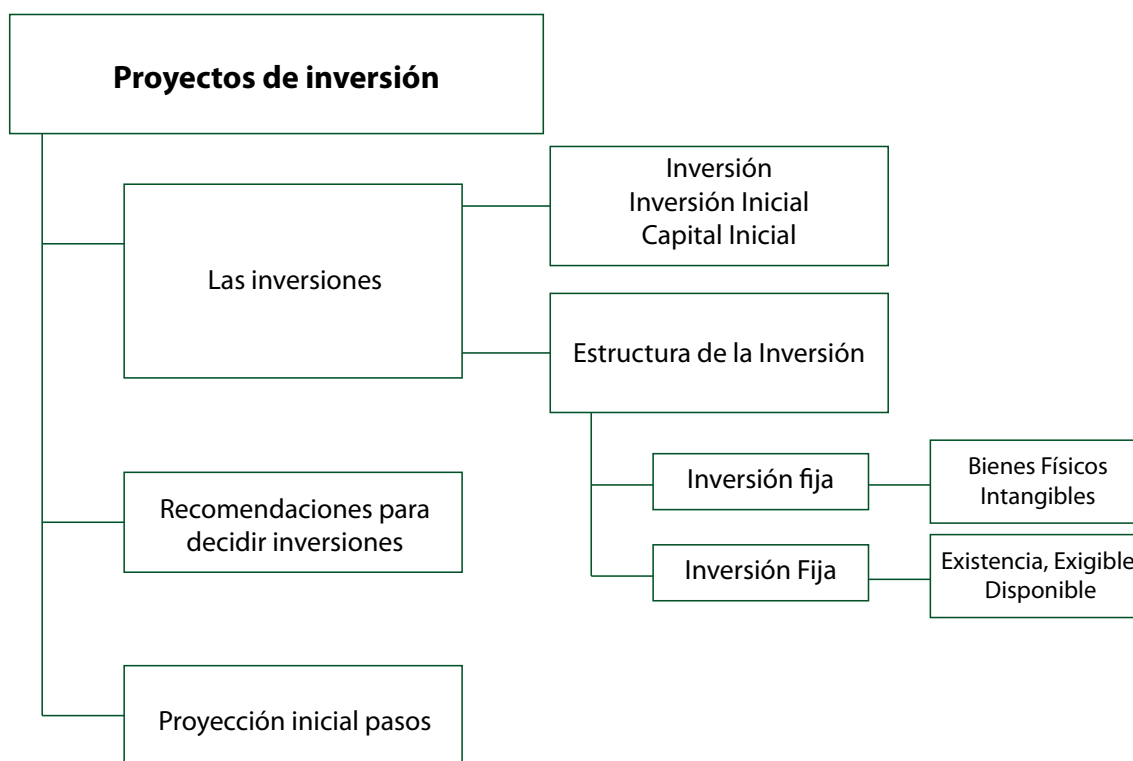 Proyectos de inversión
Las inversiones
Inversión
Inversión Inicial
Capital Inicial
Estructura de la Inversión
Inversión fija
Bienes Físicos
Intangibles
Inversión Fija
Existencia, Exigible
Disponible
Recomendaciones para
decidir inversiones
Proyección inicial pasos